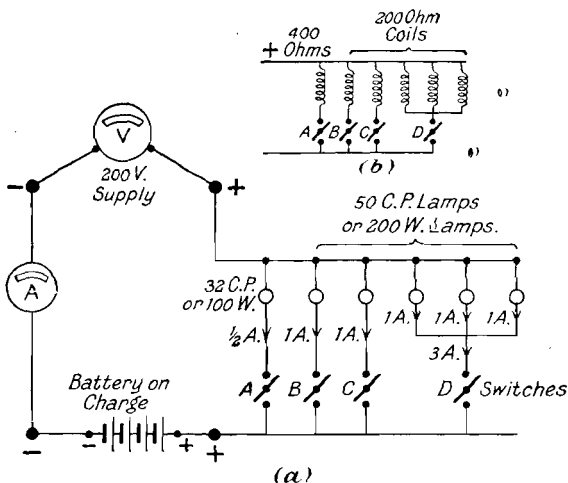 200 Ohm
Coils
400
+ Ohms
A B C D
(b)
V
200 V.
Supply
- +
50 C.P. Lamps
or 200 W. Lamps.
A
32 C.P.
or 100 W.
1A. 1A. 1A.
½A. 1A. 1A.
3A.
Battery on
Charge
A B C D Switches
- +
- +
(a)